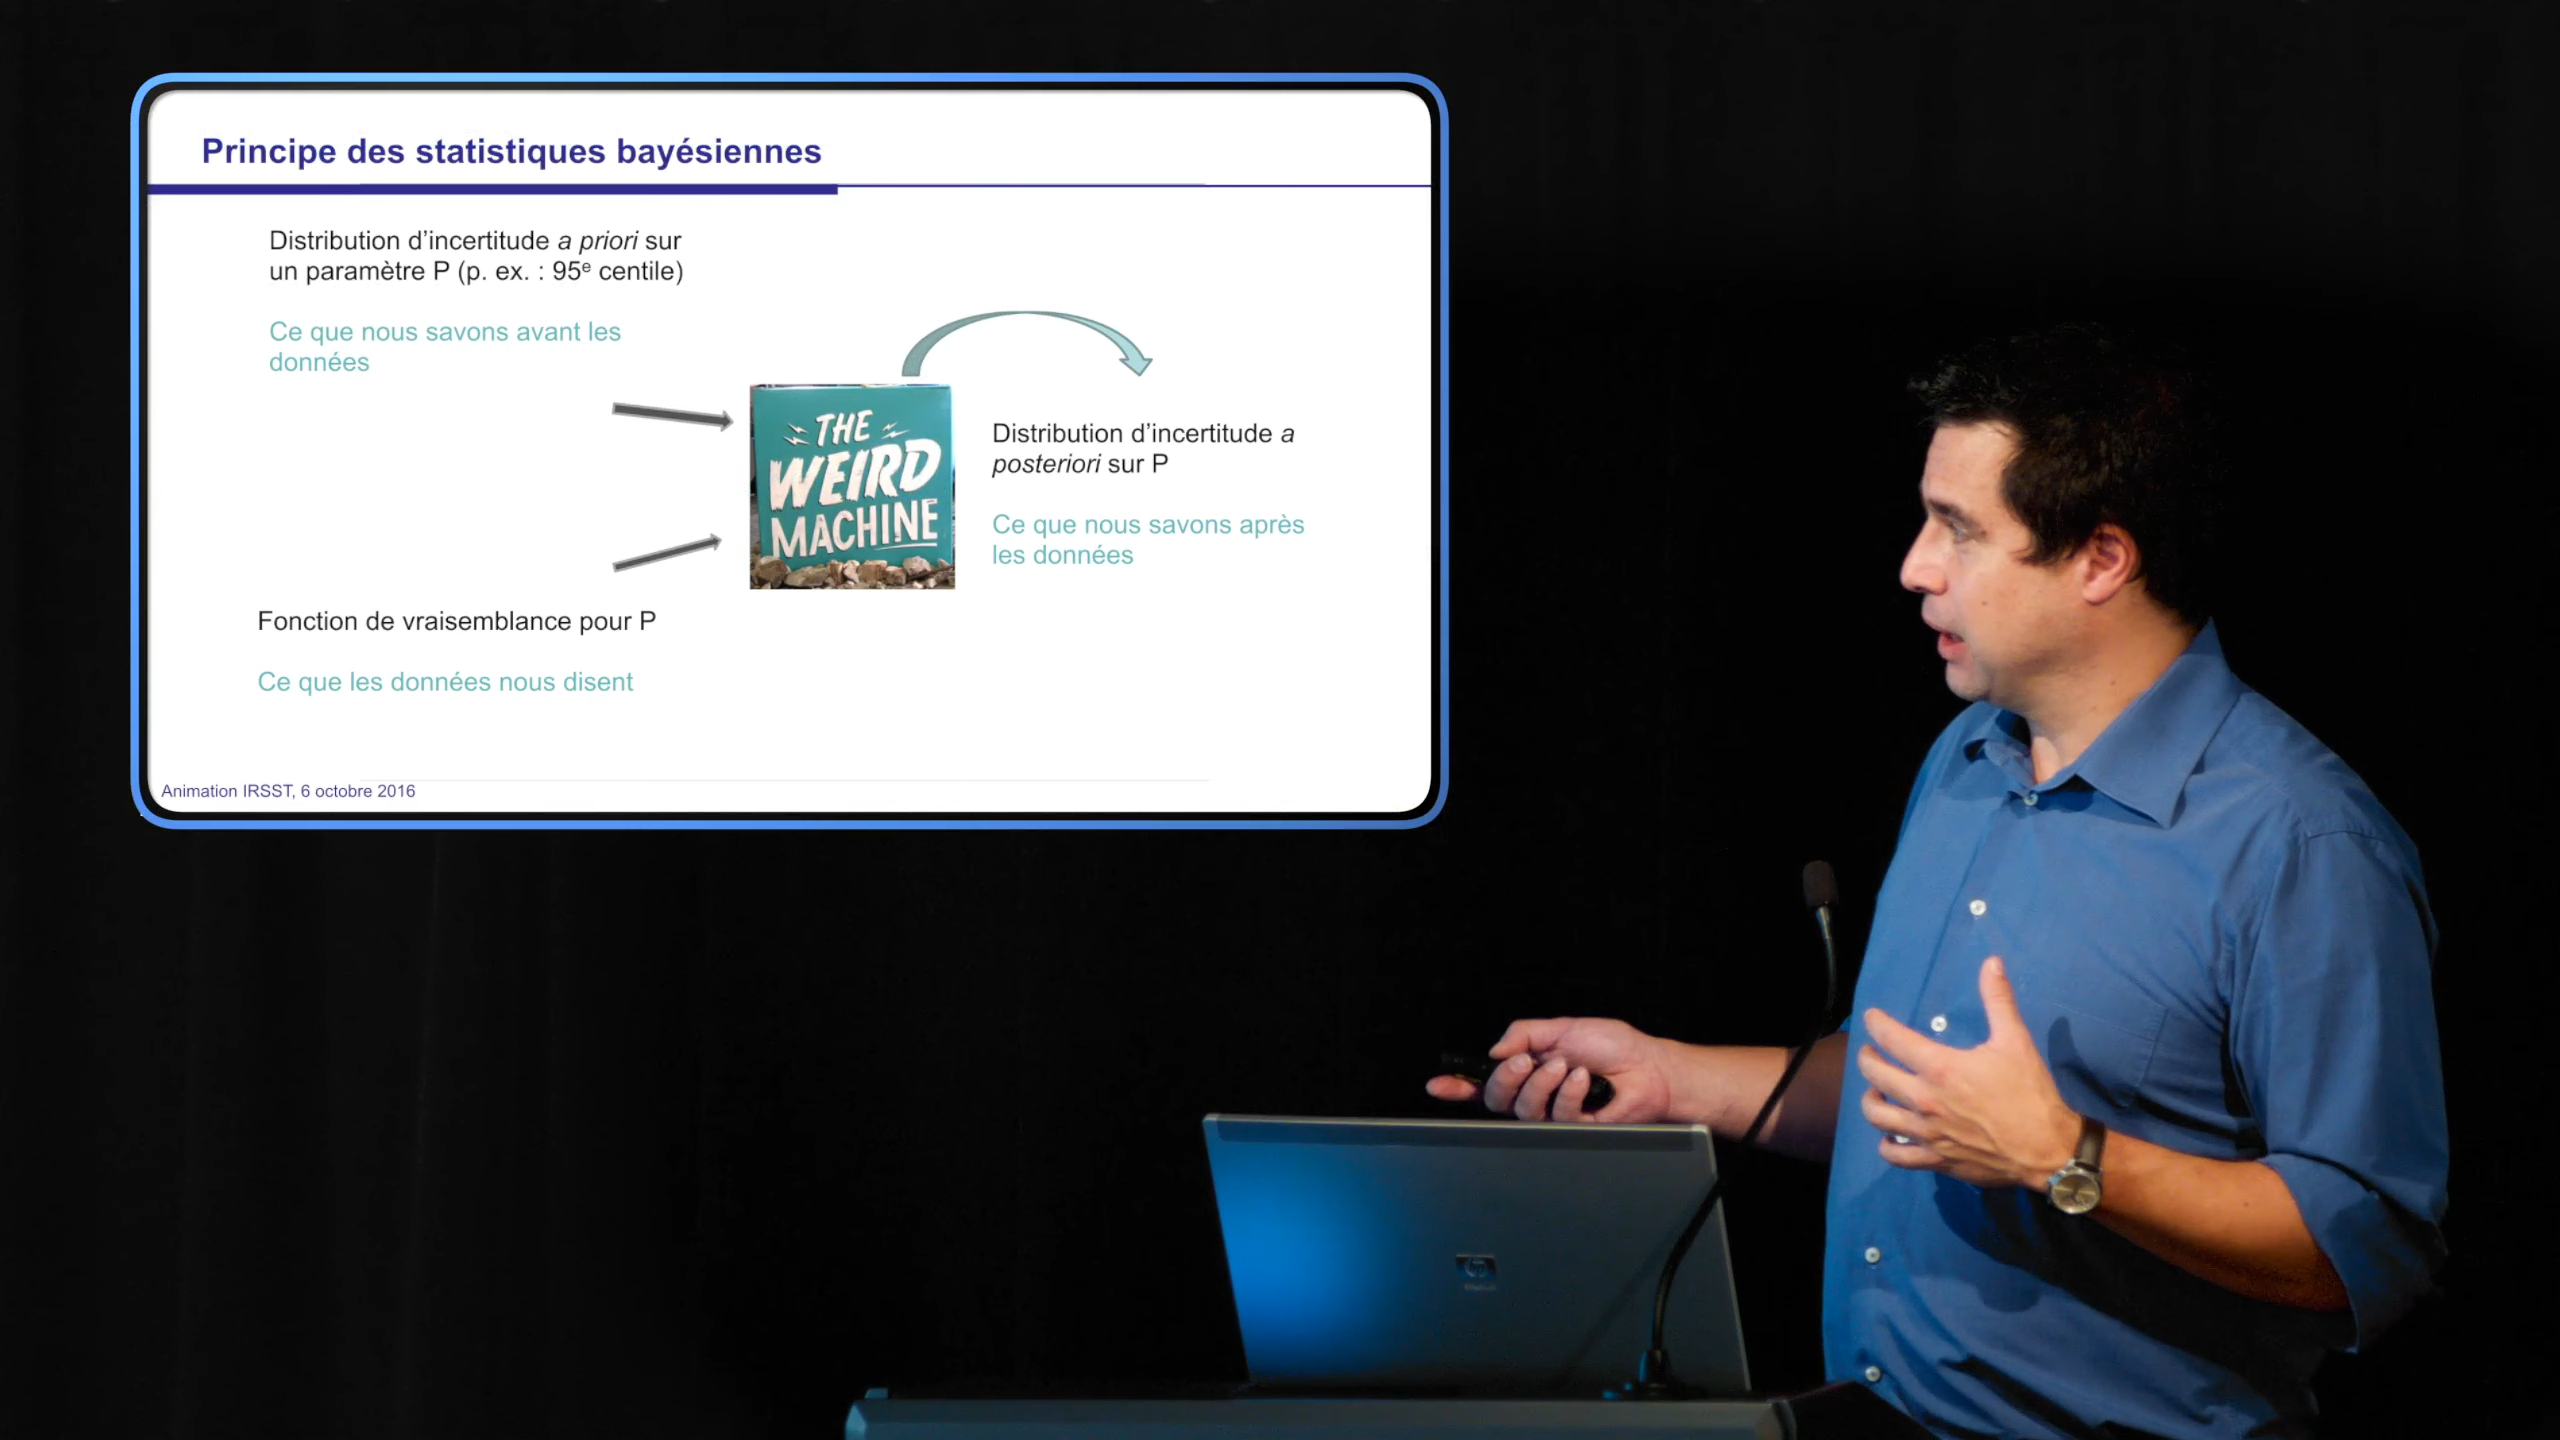 Principe des statistiques bayésiennes
Distribution d’incertitude a priori sur
un paramètre P (p. ex. : 95e centile)
Ce que nous savons avant les
données
THE
WEIRD
MACHINE
Distribution d’incertitude a
posteriori sur P
Ce que nous savons après
les données
Fonction de vraisemblance pour P
Ce que les données nous disent
Animation IRSST, 6 octobre 2016
hp